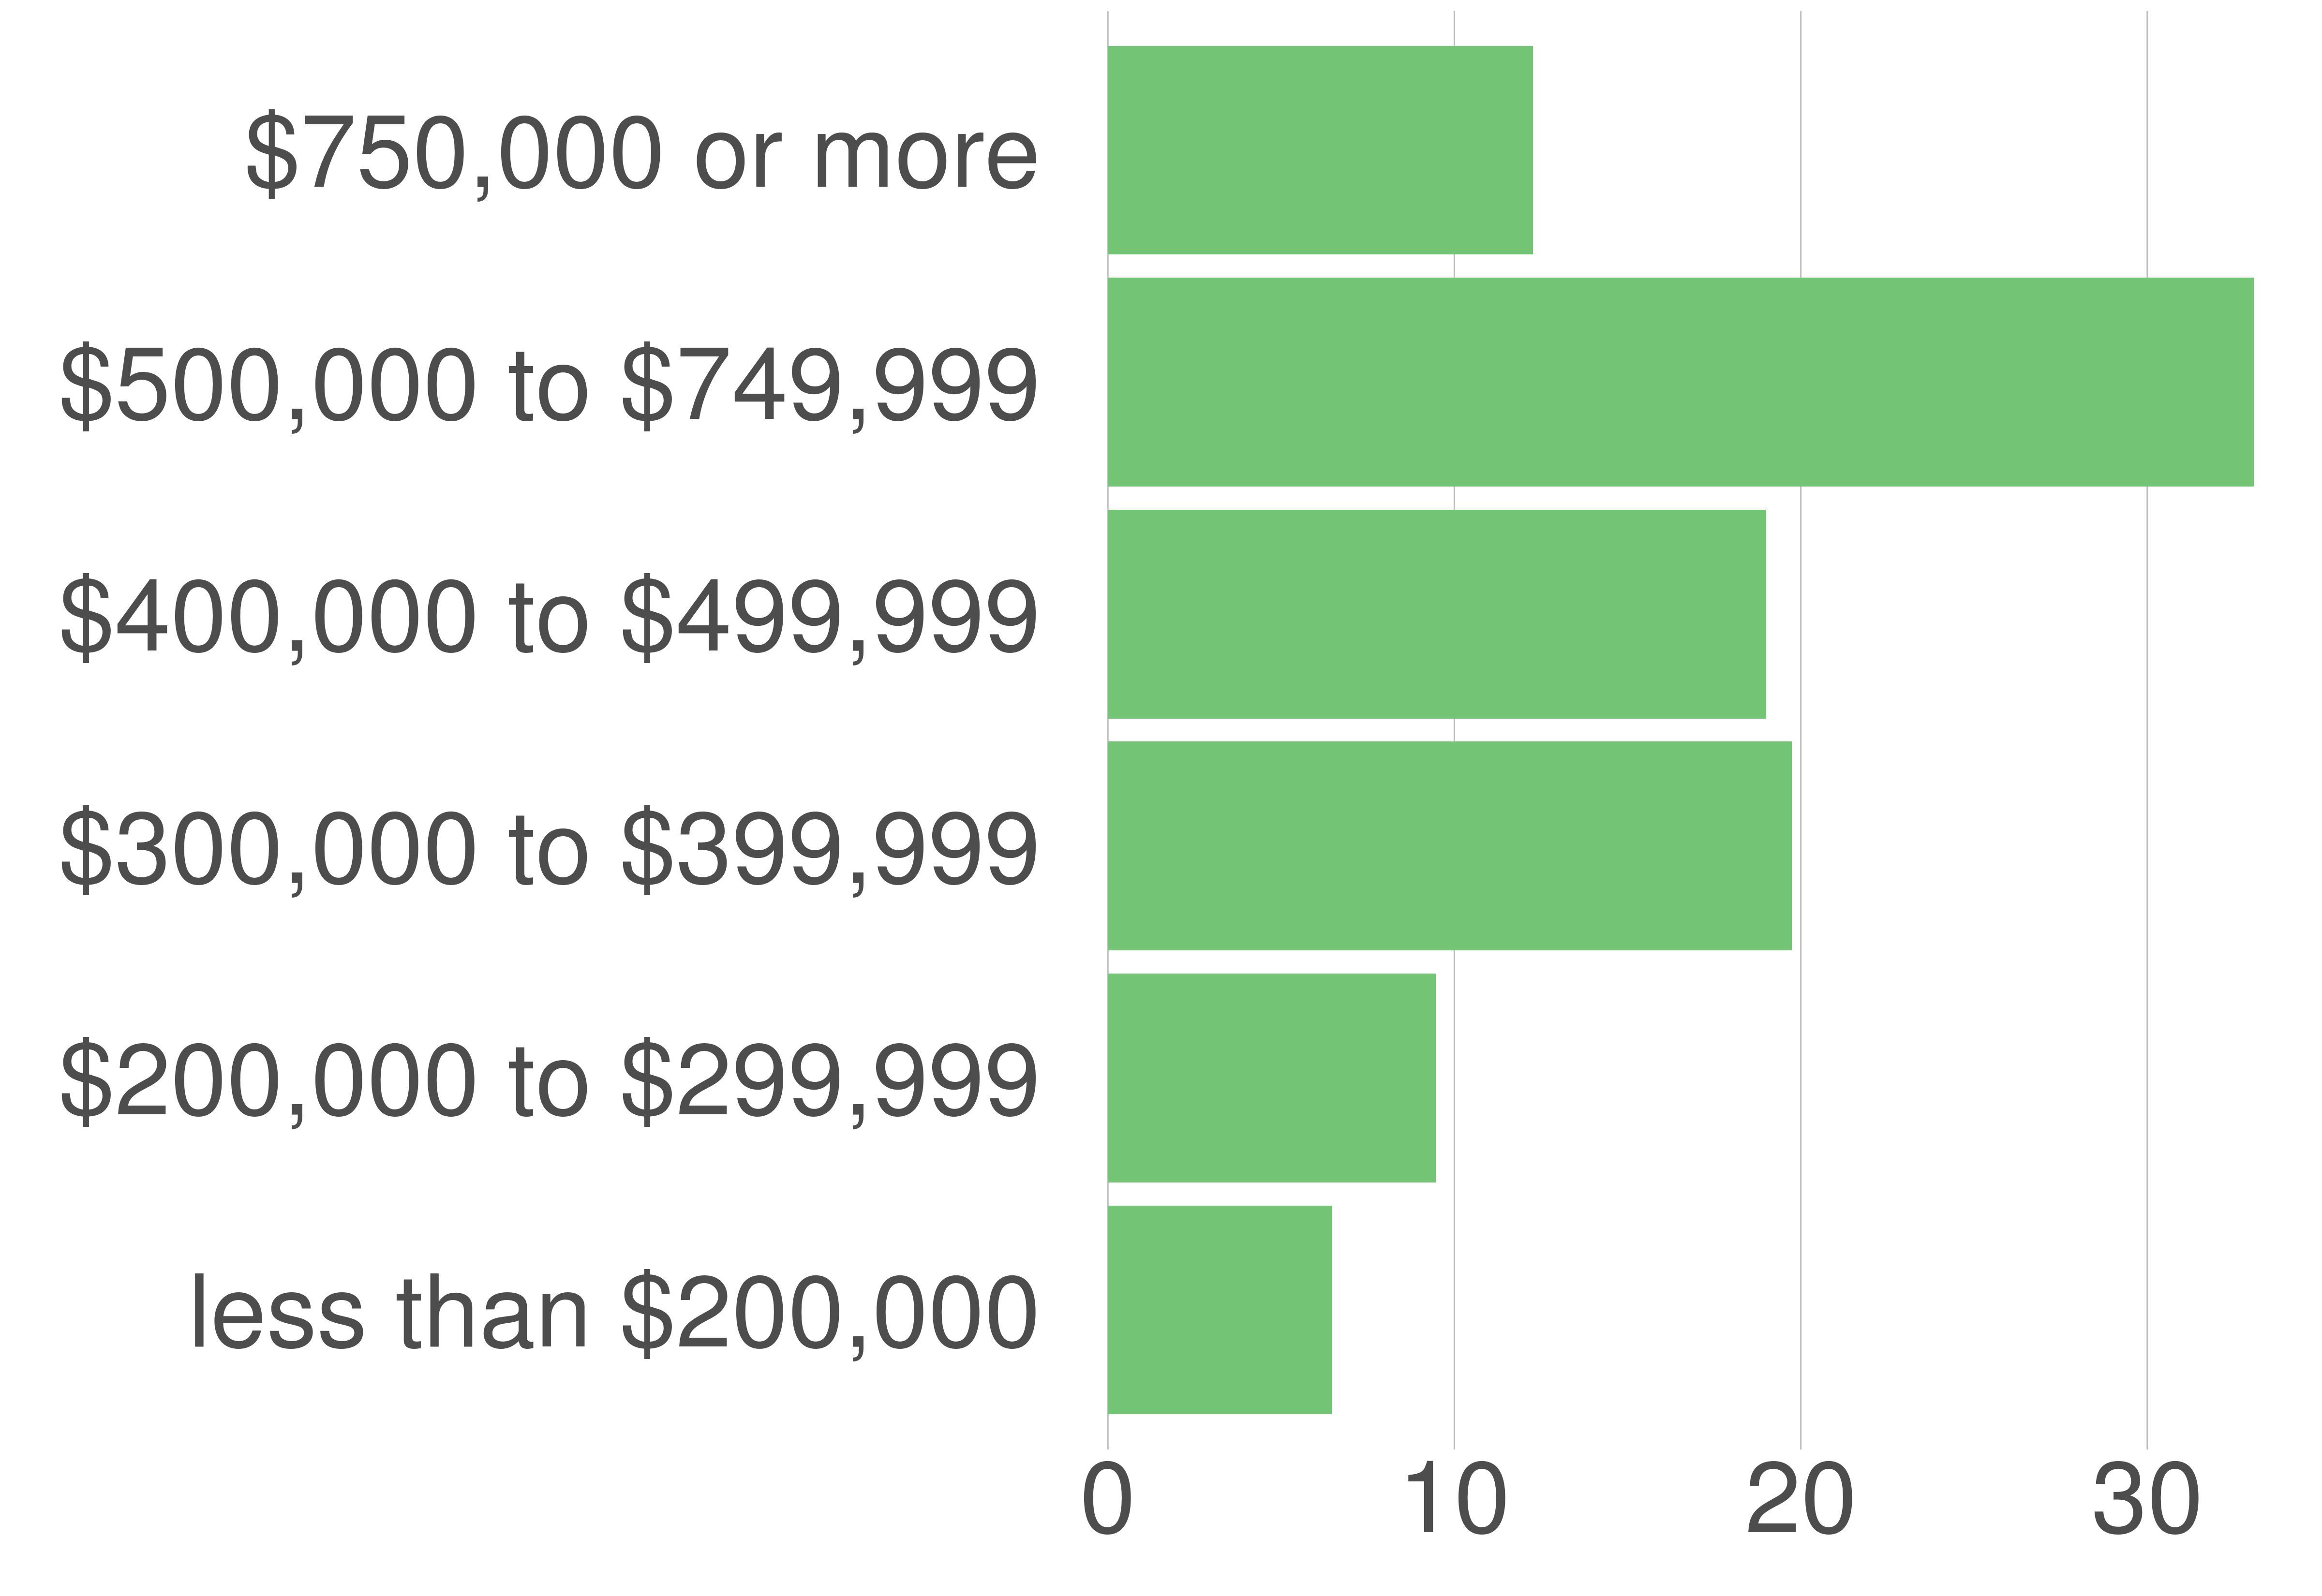 $750,000 or more
$500,000 to $749,999
$400,000 to $499,999
$300,000 to $399,999
$200,000 to $299,999
less than $200,000
0 10 20 30